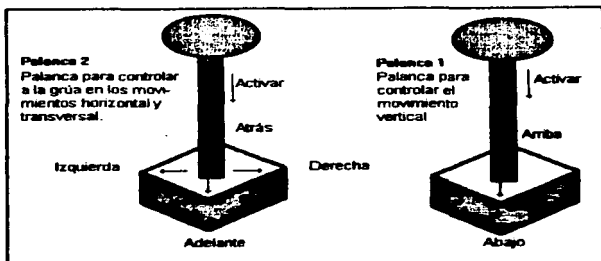 Palanca 2
Palanca para controlar
a la grúa en los movi-
mientos horizontal y
transversal.
Activar
Atrás
Izquierda
Derecha
Adelante
Palanca 1
Palanca para
controlar el
movimiento
vertical
Activar
Arriba
Abajo